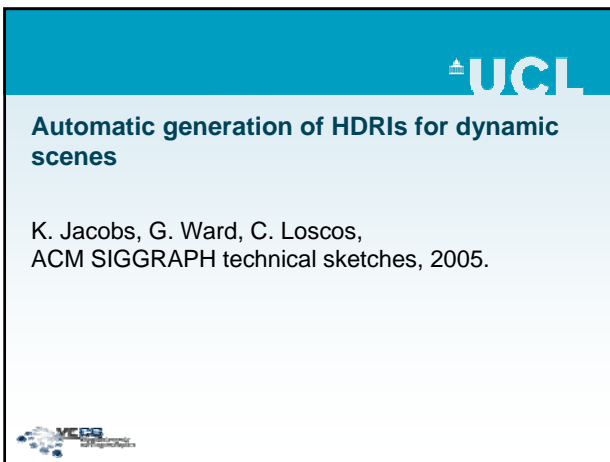 UCL
Automatic generation of HDRIs for dynamic
scenes
K. Jacobs, G. Ward, C. Loscos,
ACM SIGGRAPH technical sketches, 2005.